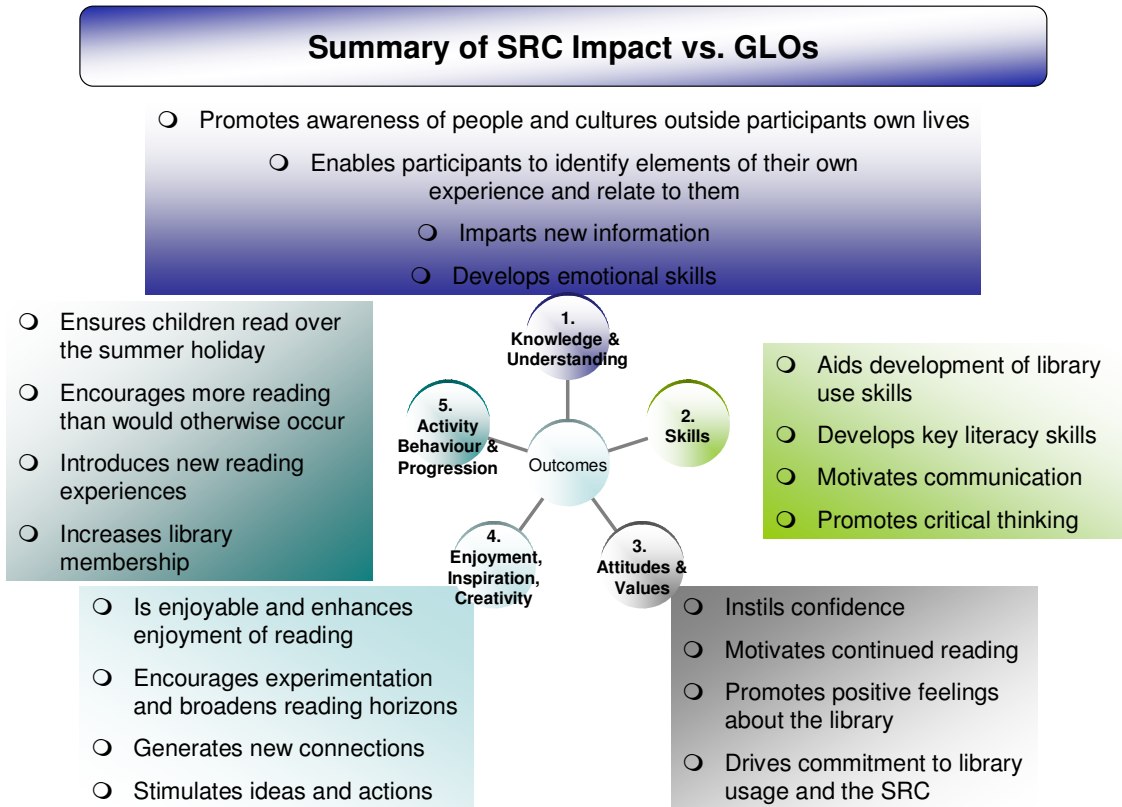 Summary of SRC Impact vs. GLOs
❍ Promotes awareness of people and cultures outside participants own lives
❍ Enables participants to identify elements of their own
experience and relate to them
❍ Imparts new information
❍ Develops emotional skills
1.
Knowledge &
Understanding
2.
Skills
3.
Attitudes &
Values
4.
Enjoyment,
Inspiration,
Creativity
5.
Activity
Behaviour &
Progression
Outcomes
❍ Ensures children read over
the summer holiday
❍ Encourages more reading
than would otherwise occur
❍ Introduces new reading
experiences
❍ Increases library
membership
❍ Aids development of library
use skills
❍ Develops key literacy skills
❍ Motivates communication
❍ Promotes critical thinking
❍ Is enjoyable and enhances
enjoyment of reading
❍ Encourages experimentation
and broadens reading horizons
❍ Generates new connections
❍ Stimulates ideas and actions
❍ Instils confidence
❍ Motivates continued reading
❍ Promotes positive feelings
about the library
❍ Drives commitment to library
usage and the SRC